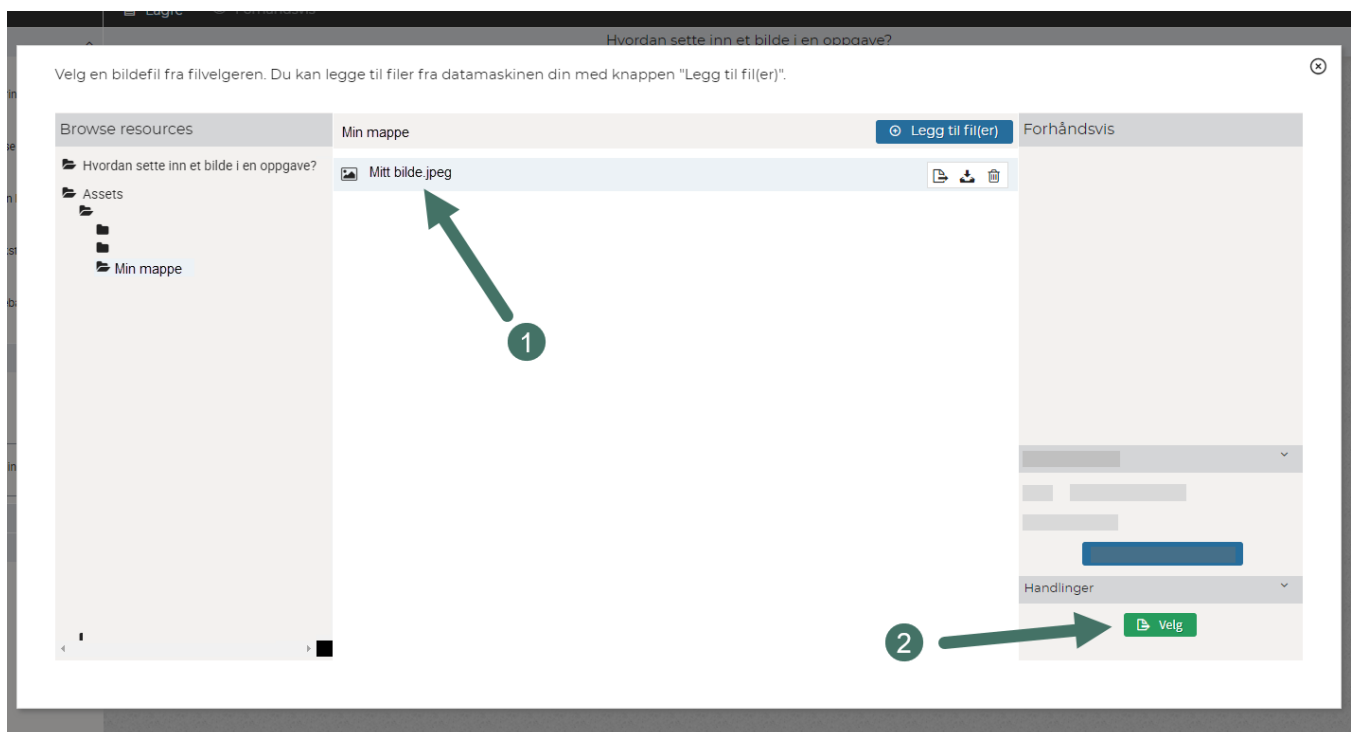 Hvordan sette inn et bilde i en oppgave?
Velg en bildefil fra filvelgeren. Du kan legge til filer fra datamaskinen din med knappen "Legg til fil(er)".
Browse resources
Min mappe
Legg til fil(er)
Forhåndsvis
Hvordan sette inn et bilde i en oppgave?
Mitt bilde.jpeg
Assets
Min mappe
1
Handlinger
Velg
2